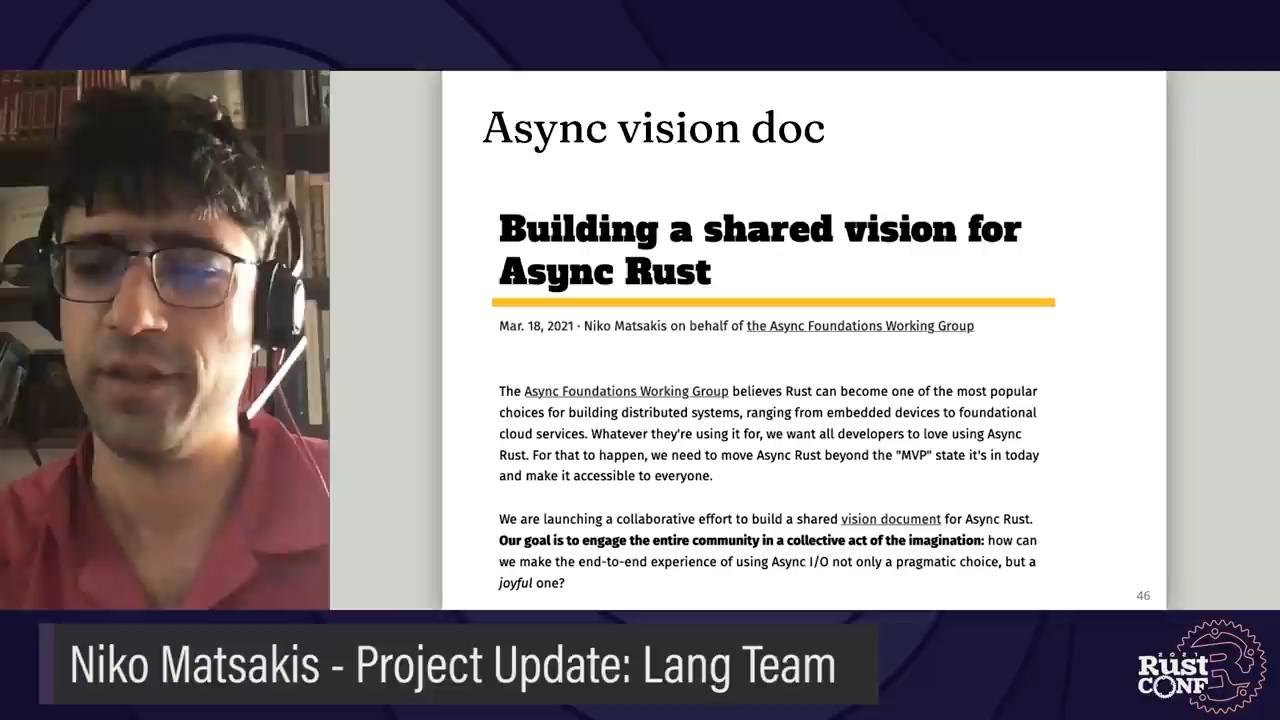 Async vision doc
Building a shared vision for
Async Rust
Mar. 18, 2021 · Niko Matsakis on behalf of the Async Foundations Working Group
The Async Foundations Working Group believes Rust can become one of the most popular
choices for building distributed systems, ranging from embedded devices to foundational
cloud services. Whatever they're using it for, we want all developers to love using Async
Rust. For that to happen, we need to move Async Rust beyond the "MVP" state it's in today
and make it accessible to everyone.
We are launching a collaborative effort to build a shared vision document for Async Rust.
Our goal is to engage the entire community in a collective act of the imagination: how can
we make the end-to-end experience of using Async I/O not only a pragmatic choice, but a
joyful one?
46
Niko Matsakis - Project Update: Lang Team
2021
Rust
CONF
R